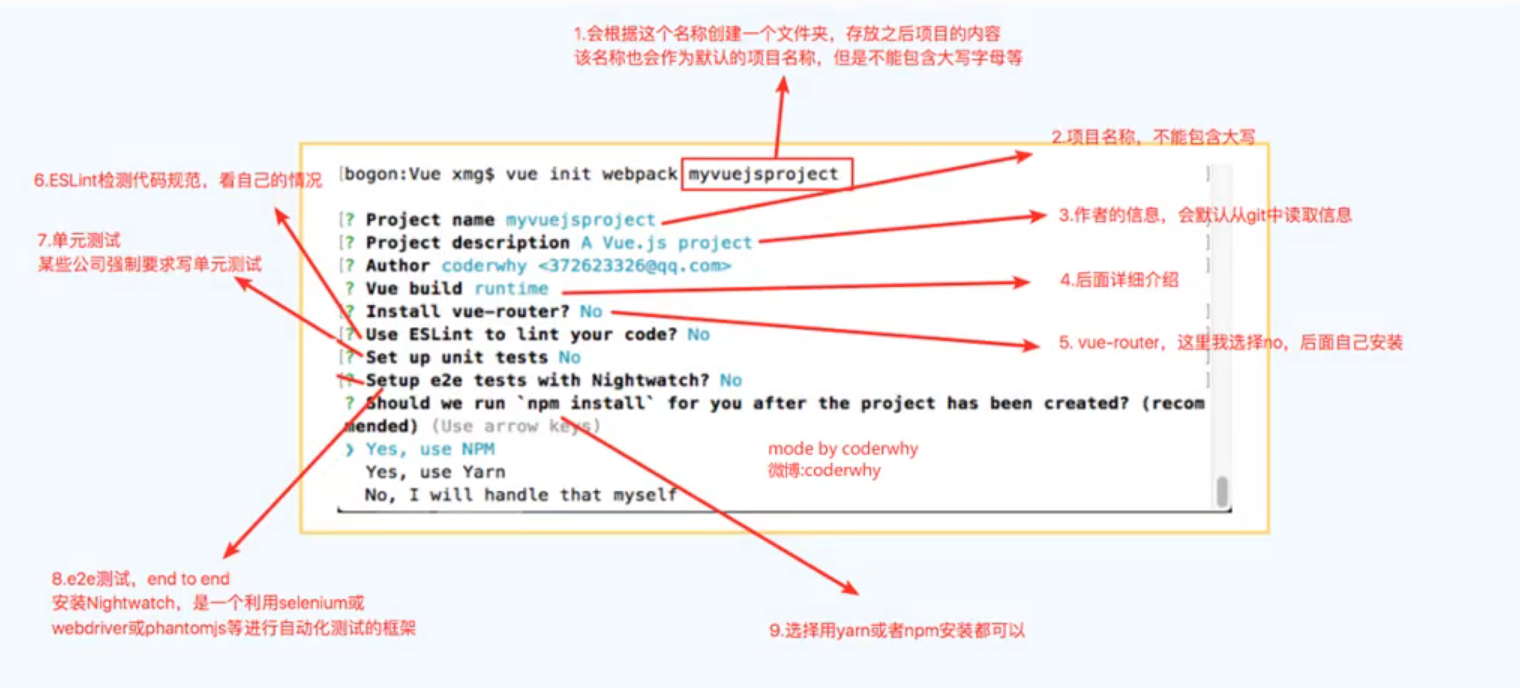 1.会根据这个名称创建一个文件夹，存放之后项目的内容
该名称也会作为默认的项目名称，但是不能包含大写字母等
2.项目名称，不能包含大写
[bogon:Vue xmg$ vue init webpack myvuejsproject ]
6.ESLint检测代码规范，看自己的情况
[? Project name myvuejsproject ]
3.作者的信息，会默认从git中读取信息
7.单元测试
某些公司强制要求写单元测试
[? Project description A Vue.js project ]
[? Author coderwhy <372623326@qq.com> ]
4.后面详细介绍
? Vue build runtime
[? Install vue-router? No ]
[? Use ESLint to lint your code? No ]
5. vue-router，这里我选择no，后面自己安装
[? Set up unit tests No ]
[? Setup e2e tests with Nightwatch? No ]
? Should we run `npm install` for you after the project has been created? (recom
mended) (Use arrow keys)
❯ Yes, use NPM
Yes, use Yarn
No, I will handle that myself
mode by coderwhy
微博:coderwhy
8.e2e测试，end to end
安装Nightwatch，是一个利用selenium或
webdriver或phantomjs等进行自动化测试的框架
9.选择用yarn或者npm安装都可以